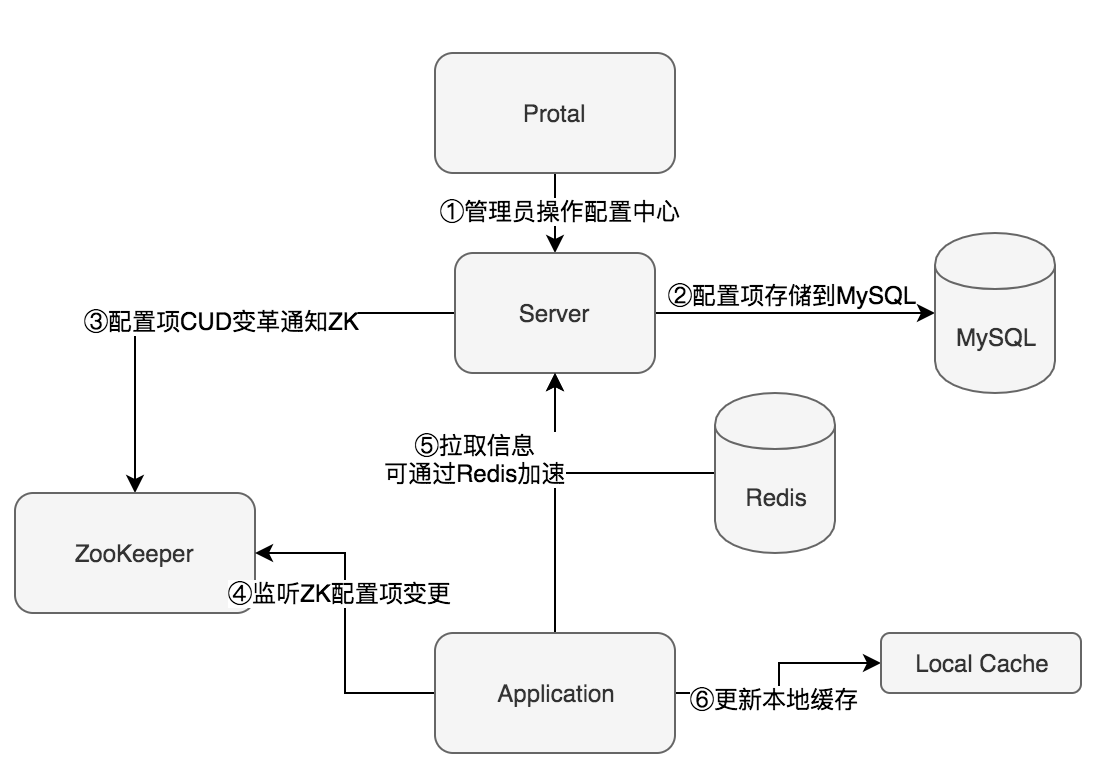 Protal
①管理员操作配置中心
Server
②配置项存储到MySQL
MySQL
③配置项CUD变革通知ZK
⑤拉取信息
可通过Redis加速
Redis
ZooKeeper
④监听ZK配置项变更
Application
Local Cache
⑥更新本地缓存